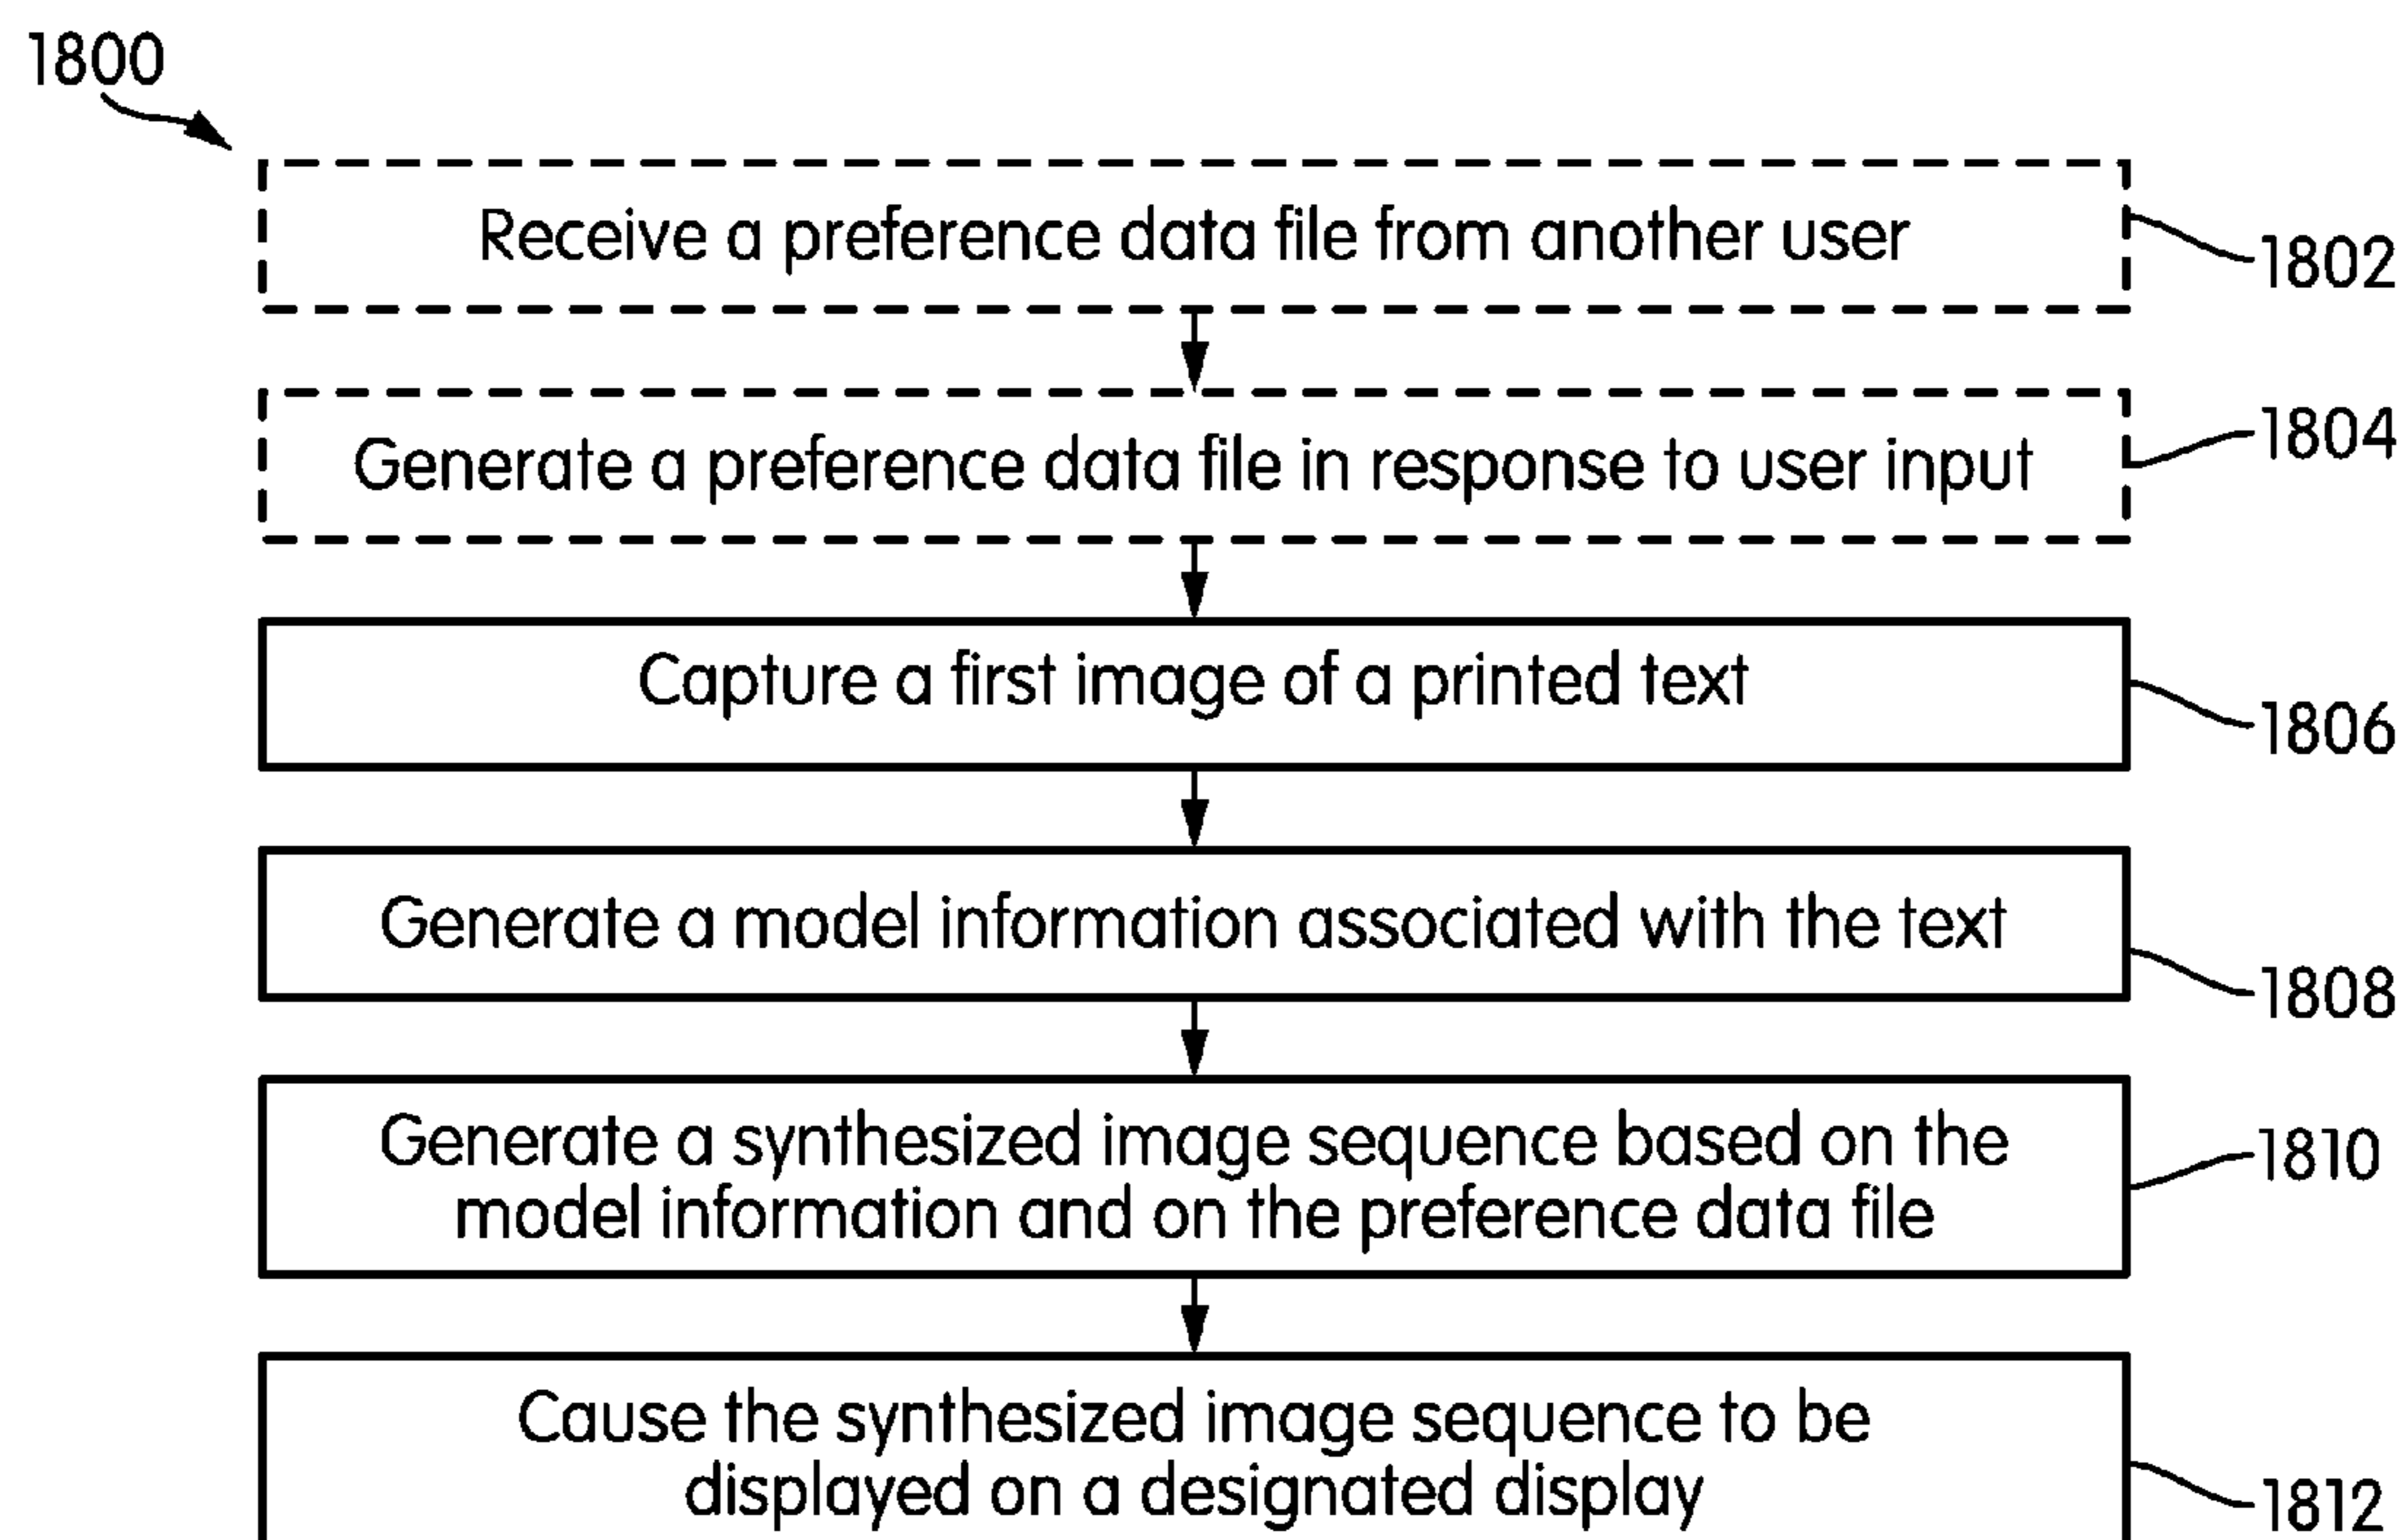 1800
Receive a preference data file from another user
1802
Generate a preference data file in response to user input
1804
Capture a first image of a printed text
1806
Generate a model information associated with the text
1808
Generate a synthesized image sequence based on the
model information and on the preference data file
1810
Cause the synthesized image sequence to be
displayed on a designated display
1812